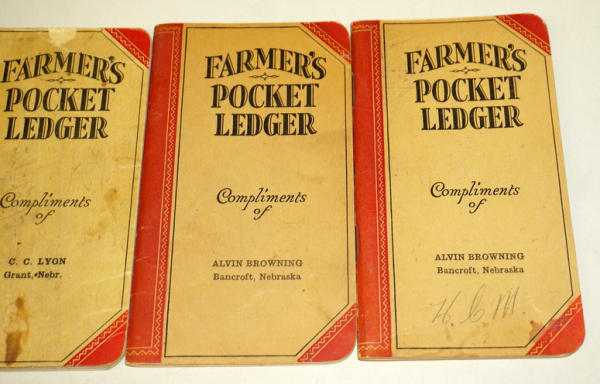 FARMER'S
POCKET
LEDGER
Compliments
of
C. C. LYON
Grant, Nebr.
FARMER'S
POCKET
LEDGER
Compliments
of
ALVIN BROWNING
Bancroft, Nebraska
FARMER'S
POCKET
LEDGER
Compliments
of
ALVIN BROWNING
Bancroft, Nebraska